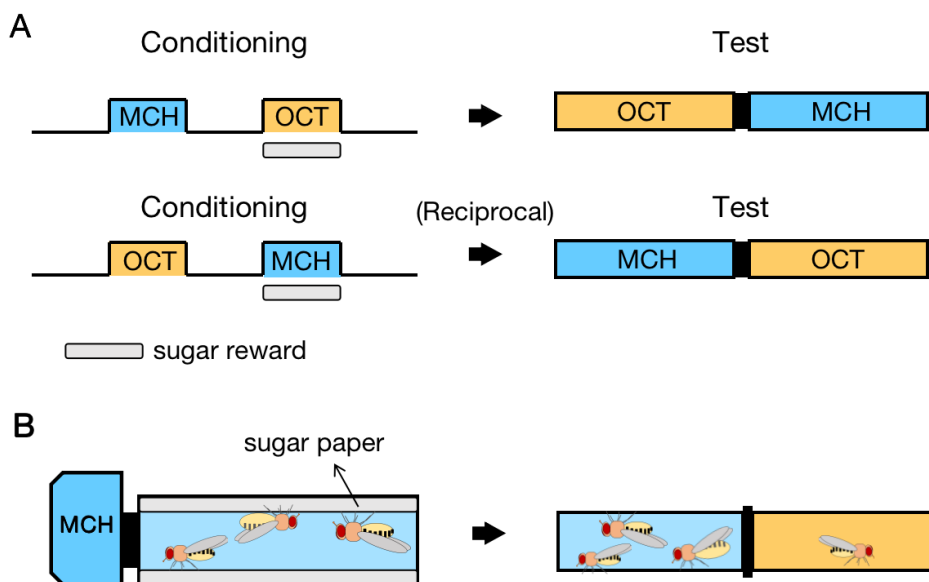 A
Conditioning
Test
MCH
OCT
OCT
MCH
Conditioning
(Reciprocal)
Test
OCT
MCH
MCH
OCT
sugar reward
B
sugar paper
MCH